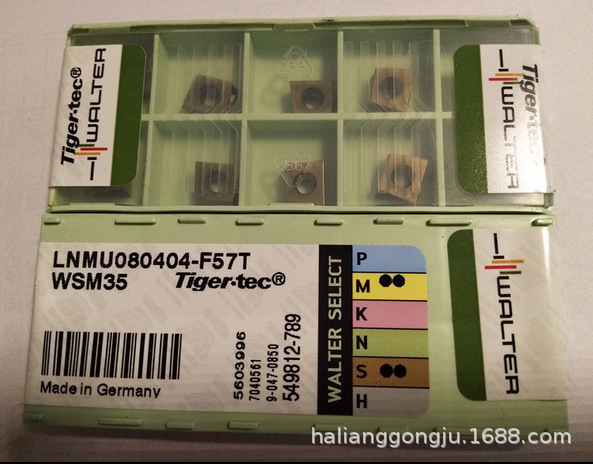 Tiger·tec®
WALTER
Tiger·tec®
WALTER
LNMU080404-F57T
WSM35 Tiger·tec®
Made in Germany
5603996
7040561
9-047-0850
549812-789
WALTER SELECT
P
M
K
N
S
H
WALTER
halianggongju.1688.com